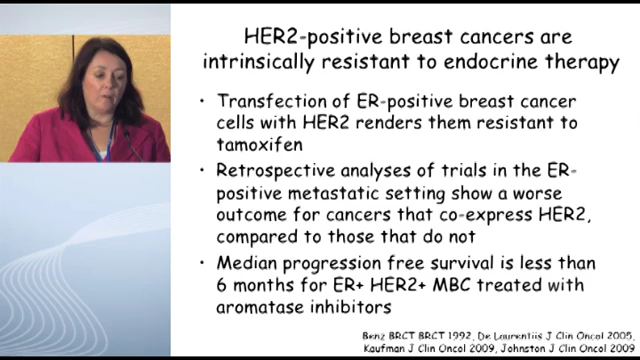 HER2-positive breast cancers are
intrinsically resistant to endocrine therapy
• Transfection of ER-positive breast cancer
cells with HER2 renders them resistant to
tamoxifen
• Retrospective analyses of trials in the ER-
positive metastatic setting show a worse
outcome for cancers that co-express HER2,
compared to those that do not
• Median progression free survival is less than
6 months for ER+ HER2+ MBC treated with
aromatase inhibitors
Benz BRCT BRCT 1992, De Laurentiis J Clin Oncol 2005,
Kaufman J Clin Oncol 2009, Johnston J Clin Oncol 2009